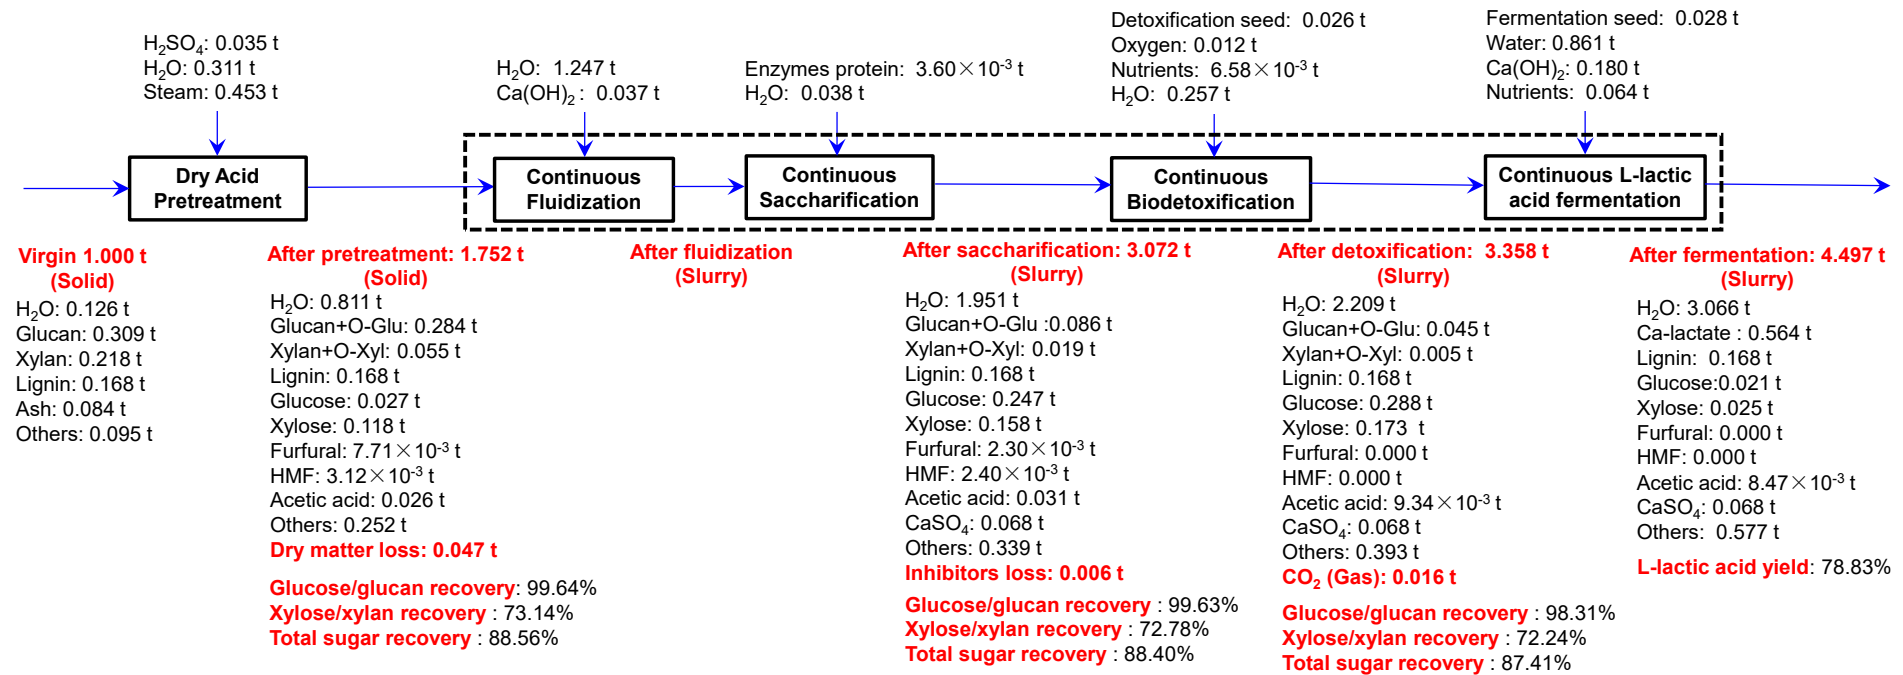 H₂SO₄: 0.035 t
H₂O: 0.311 t
Steam: 0.453 t
H₂O: 1.247 t
Ca(OH)₂ : 0.037 t
Enzymes protein: 3.60×10⁻³ t
H₂O: 0.038 t
Detoxification seed: 0.026 t
Oxygen: 0.012 t
Nutrients: 6.58×10⁻³ t
H₂O: 0.257 t
Fermentation seed: 0.028 t
Water: 0.861 t
Ca(OH)₂: 0.180 t
Nutrients: 0.064 t
Dry Acid
Pretreatment
Continuous
Fluidization
Continuous
Saccharification
Continuous
Biodetoxification
Continuous L-lactic
acid fermentation
Virgin 1.000 t
(Solid)
H₂O: 0.126 t
Glucan: 0.309 t
Xylan: 0.218 t
Lignin: 0.168 t
Ash: 0.084 t
Others: 0.095 t
After pretreatment: 1.752 t
(Solid)
H₂O: 0.811 t
Glucan+O-Glu: 0.284 t
Xylan+O-Xyl: 0.055 t
Lignin: 0.168 t
Glucose: 0.027 t
Xylose: 0.118 t
Furfural: 7.71×10⁻³ t
HMF: 3.12×10⁻³ t
Acetic acid: 0.026 t
Others: 0.252 t
Dry matter loss: 0.047 t
Glucose/glucan recovery: 99.64%
Xylose/xylan recovery : 73.14%
Total sugar recovery : 88.56%
After fluidization
(Slurry)
After saccharification: 3.072 t
(Slurry)
H₂O: 1.951 t
Glucan+O-Glu :0.086 t
Xylan+O-Xyl: 0.019 t
Lignin: 0.168 t
Glucose: 0.247 t
Xylose: 0.158 t
Furfural: 2.30×10⁻³ t
HMF: 2.40×10⁻³ t
Acetic acid: 0.031 t
CaSO₄: 0.068 t
Others: 0.339 t
Inhibitors loss: 0.006 t
Glucose/glucan recovery : 99.63%
Xylose/xylan recovery : 72.78%
Total sugar recovery : 88.40%
After detoxification: 3.358 t
(Slurry)
H₂O: 2.209 t
Glucan+O-Glu: 0.045 t
Xylan+O-Xyl: 0.005 t
Lignin: 0.168 t
Glucose: 0.288 t
Xylose: 0.173 t
Furfural: 0.000 t
HMF: 0.000 t
Acetic acid: 9.34×10⁻³ t
CaSO₄: 0.068 t
Others: 0.393 t
CO₂ (Gas): 0.016 t
Glucose/glucan recovery : 98.31%
Xylose/xylan recovery : 72.24%
Total sugar recovery : 87.41%
After fermentation: 4.497 t
(Slurry)
H₂O: 3.066 t
Ca-lactate : 0.564 t
Lignin: 0.168 t
Glucose:0.021 t
Xylose: 0.025 t
Furfural: 0.000 t
HMF: 0.000 t
Acetic acid: 8.47×10⁻³ t
CaSO₄: 0.068 t
Others: 0.577 t
L-lactic acid yield: 78.83%